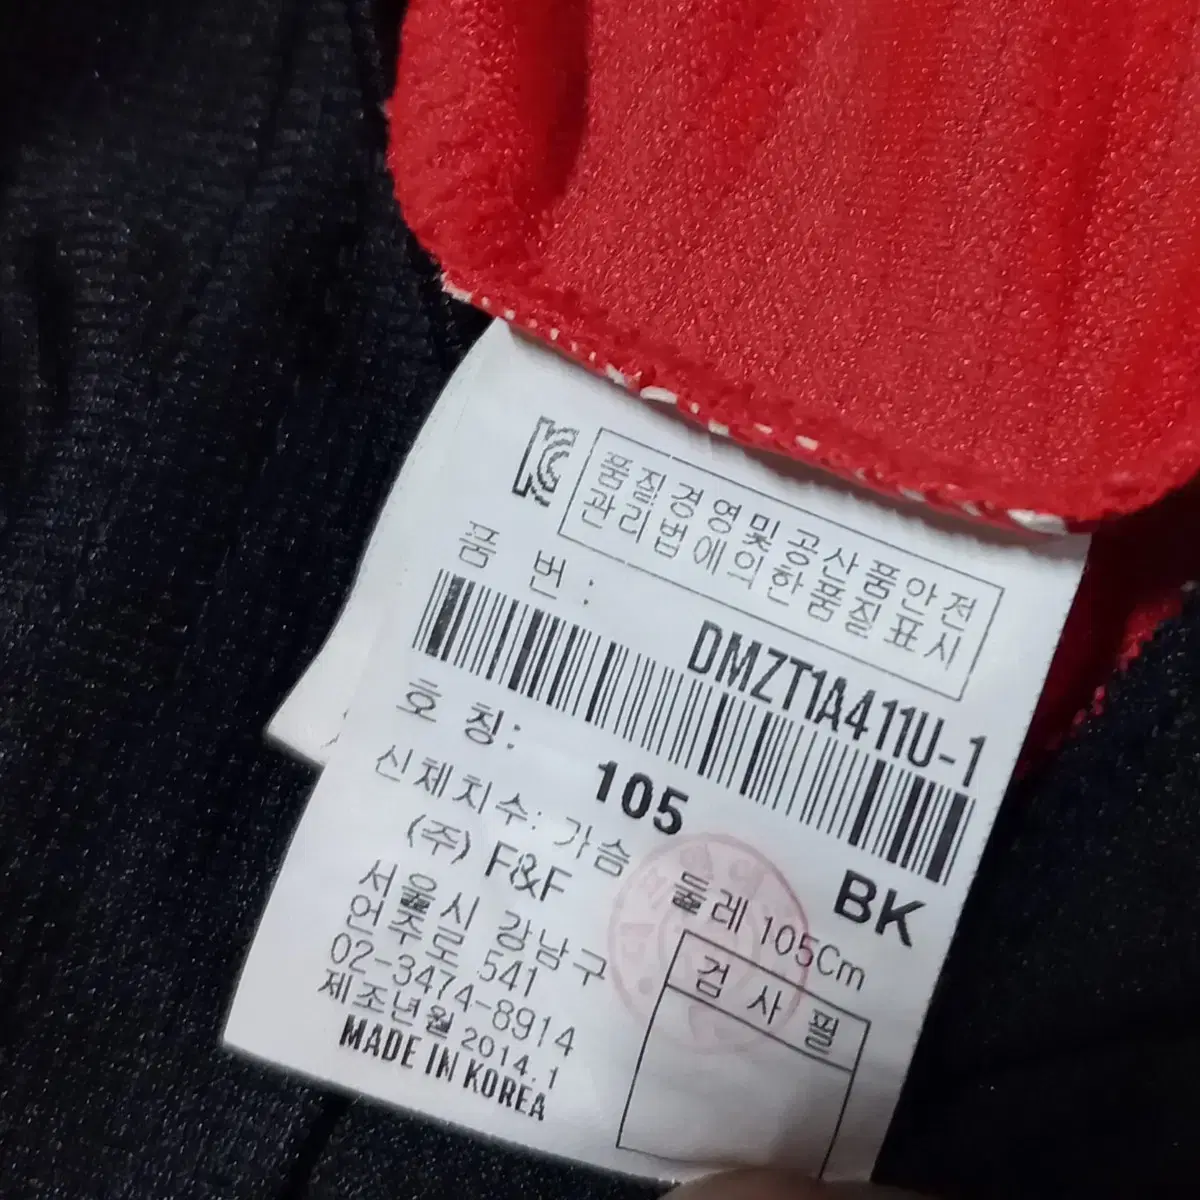 품질경영및공산품안전
관리법에의한품질표시
품 번 :
DMZT1A411U-1
호 칭: 105
BK
신체치수: 가슴 둘레 105Cm
(주) F&F
서울시 강남구
언주로 541
02-3474-8914
제조년월 2014.1
MADE IN KOREA
검 사 필